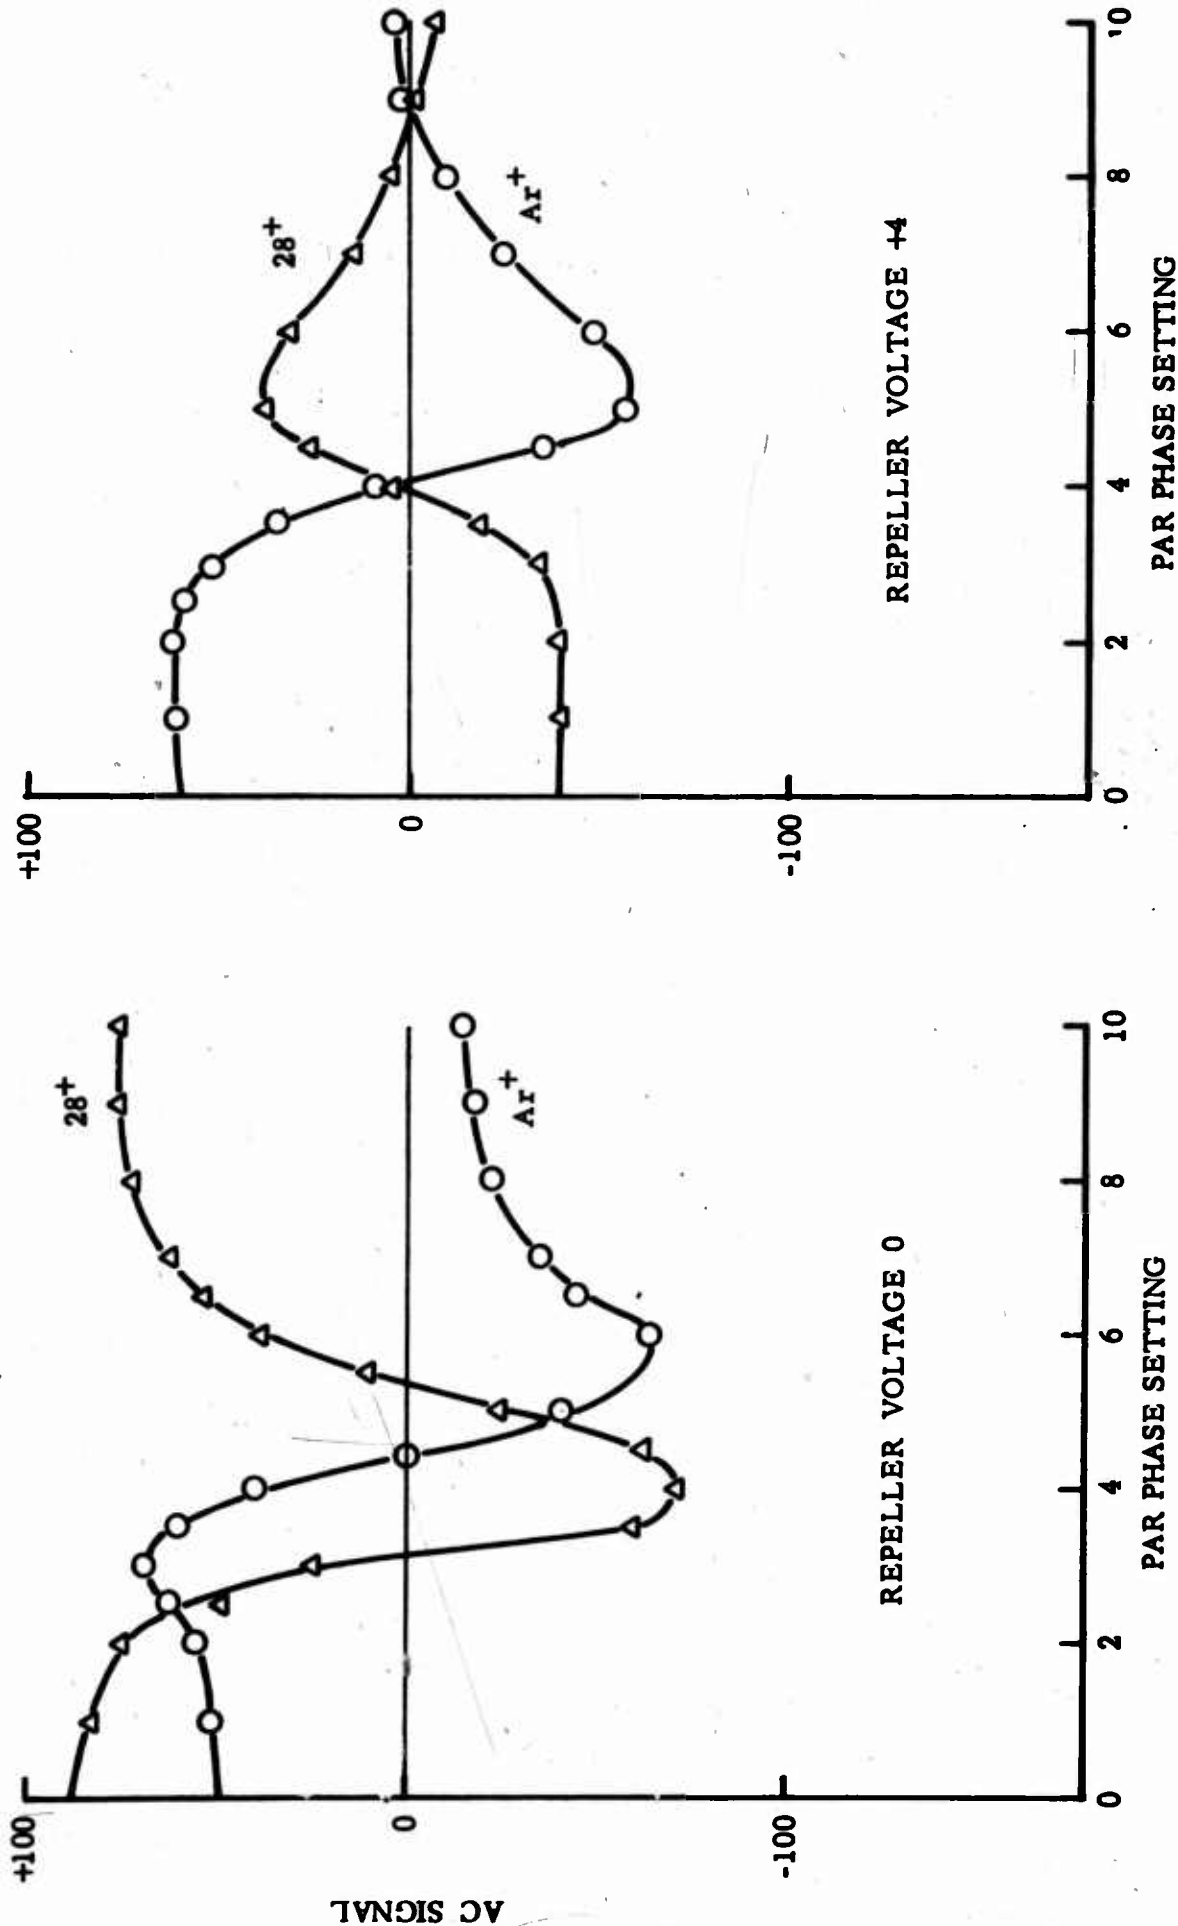 AC SIGNAL
+100
0
-100
28⁺
Ar⁺
REPELLER VOLTAGE 0
0
2
4
6
8
10
PAR PHASE SETTING
+100
0
-100
28⁺
Ar⁺
REPELLER VOLTAGE +4
0
2
4
6
8
10
PAR PHASE SETTING